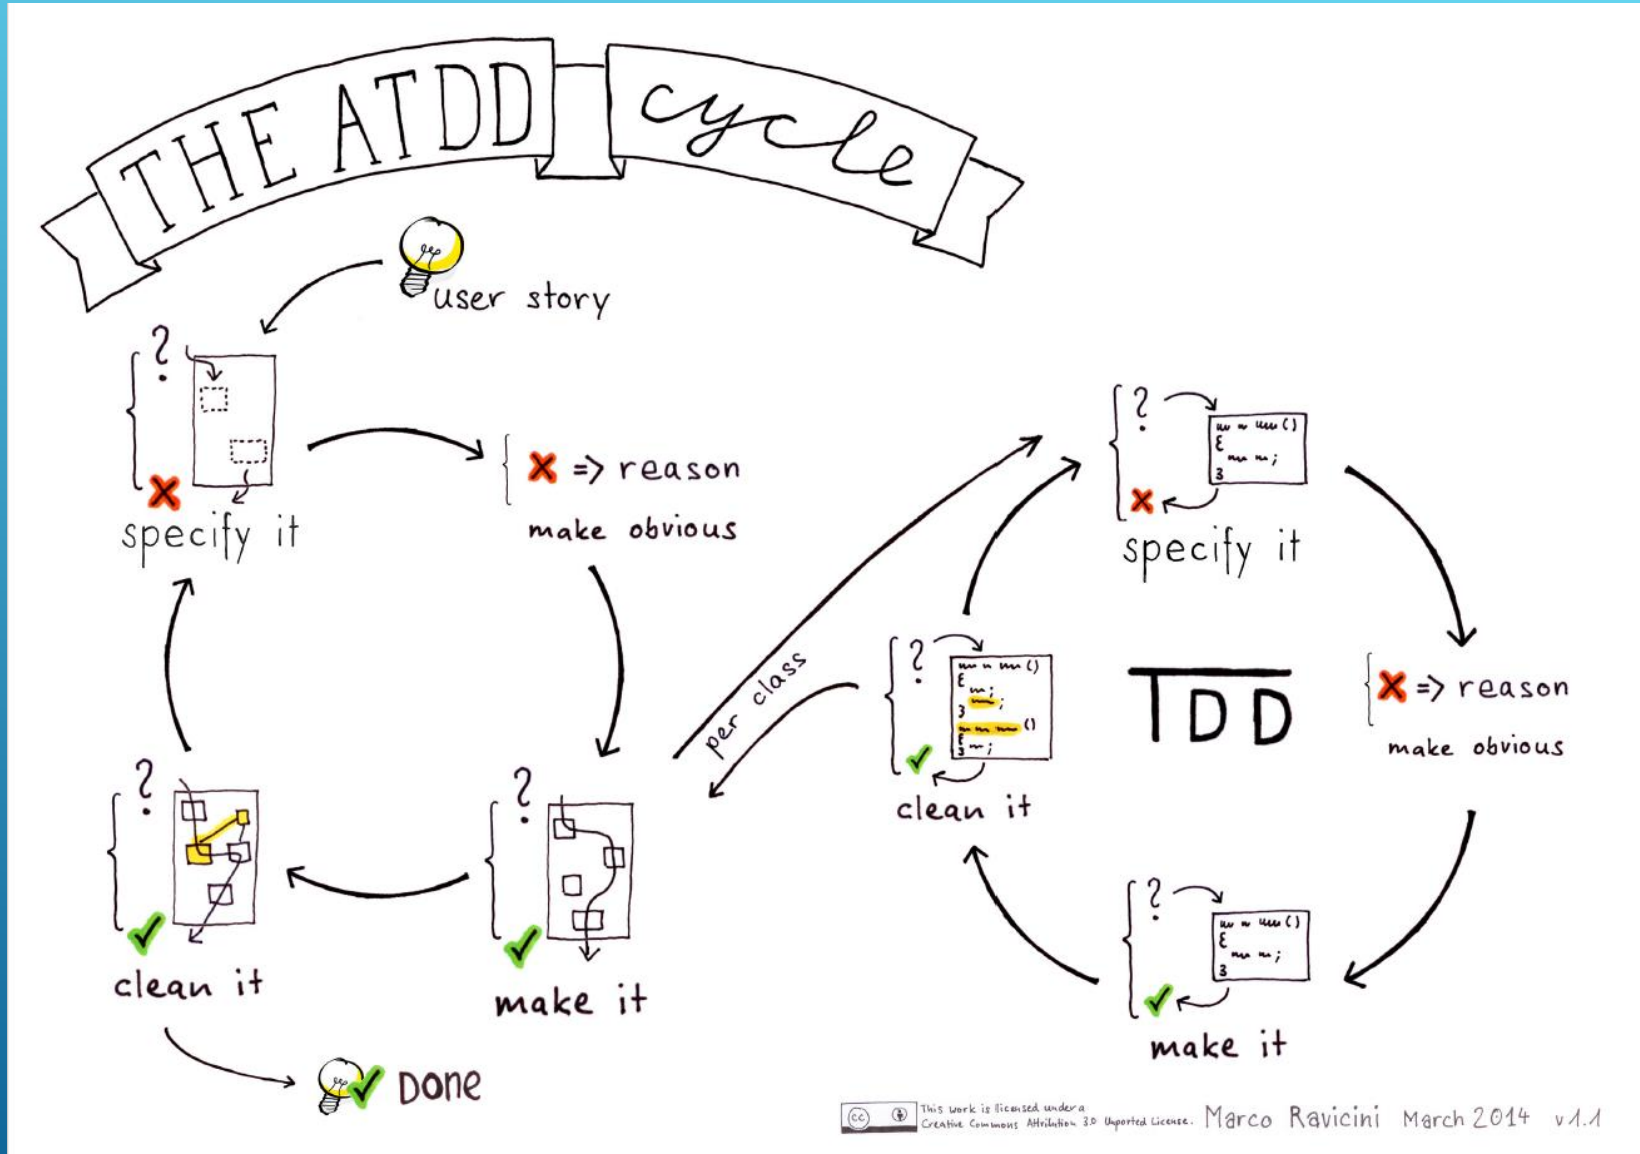 THE ATDD cycle
user story
?
specify it
=> reason
make obvious
?
make it
?
clean it
DONE
per class
TDD
?
specify it
=> reason
make obvious
?
make it
?
clean it
cc
This work is licensed under a
Creative Commons Attribution 3.0 Unported License.
Marco Ravicini March 2014 v1.1